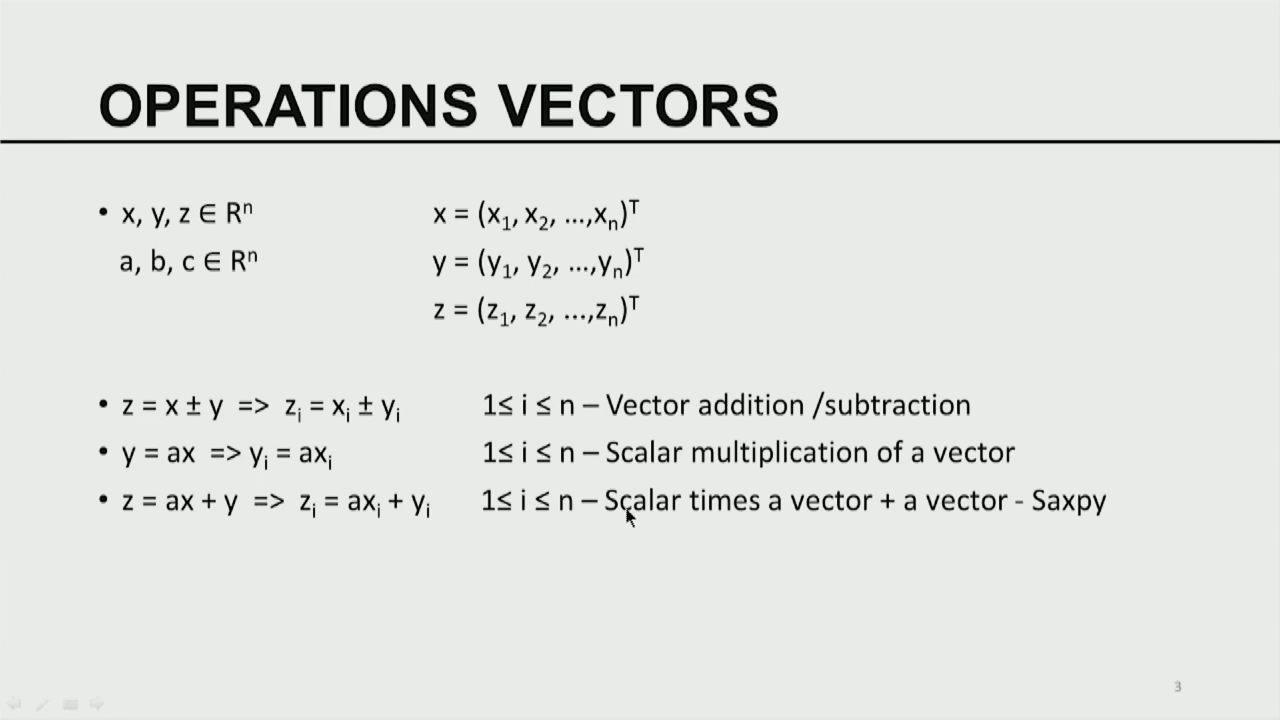 OPERATIONS VECTORS
• x, y, z ∈ Rⁿ x = (x₁, x₂, ...,xₙ)ᵀ
a, b, c ∈ Rⁿ y = (y₁, y₂, ...,yₙ)ᵀ
z = (z₁, z₂, ...,zₙ)ᵀ
• z = x ± y => zᵢ = xᵢ ± yᵢ 1≤ i ≤ n – Vector addition /subtraction
• y = ax => yᵢ = axᵢ 1≤ i ≤ n – Scalar multiplication of a vector
• z = ax + y => zᵢ = axᵢ + yᵢ 1≤ i ≤ n – Scalar times a vector + a vector - Saxpy
3